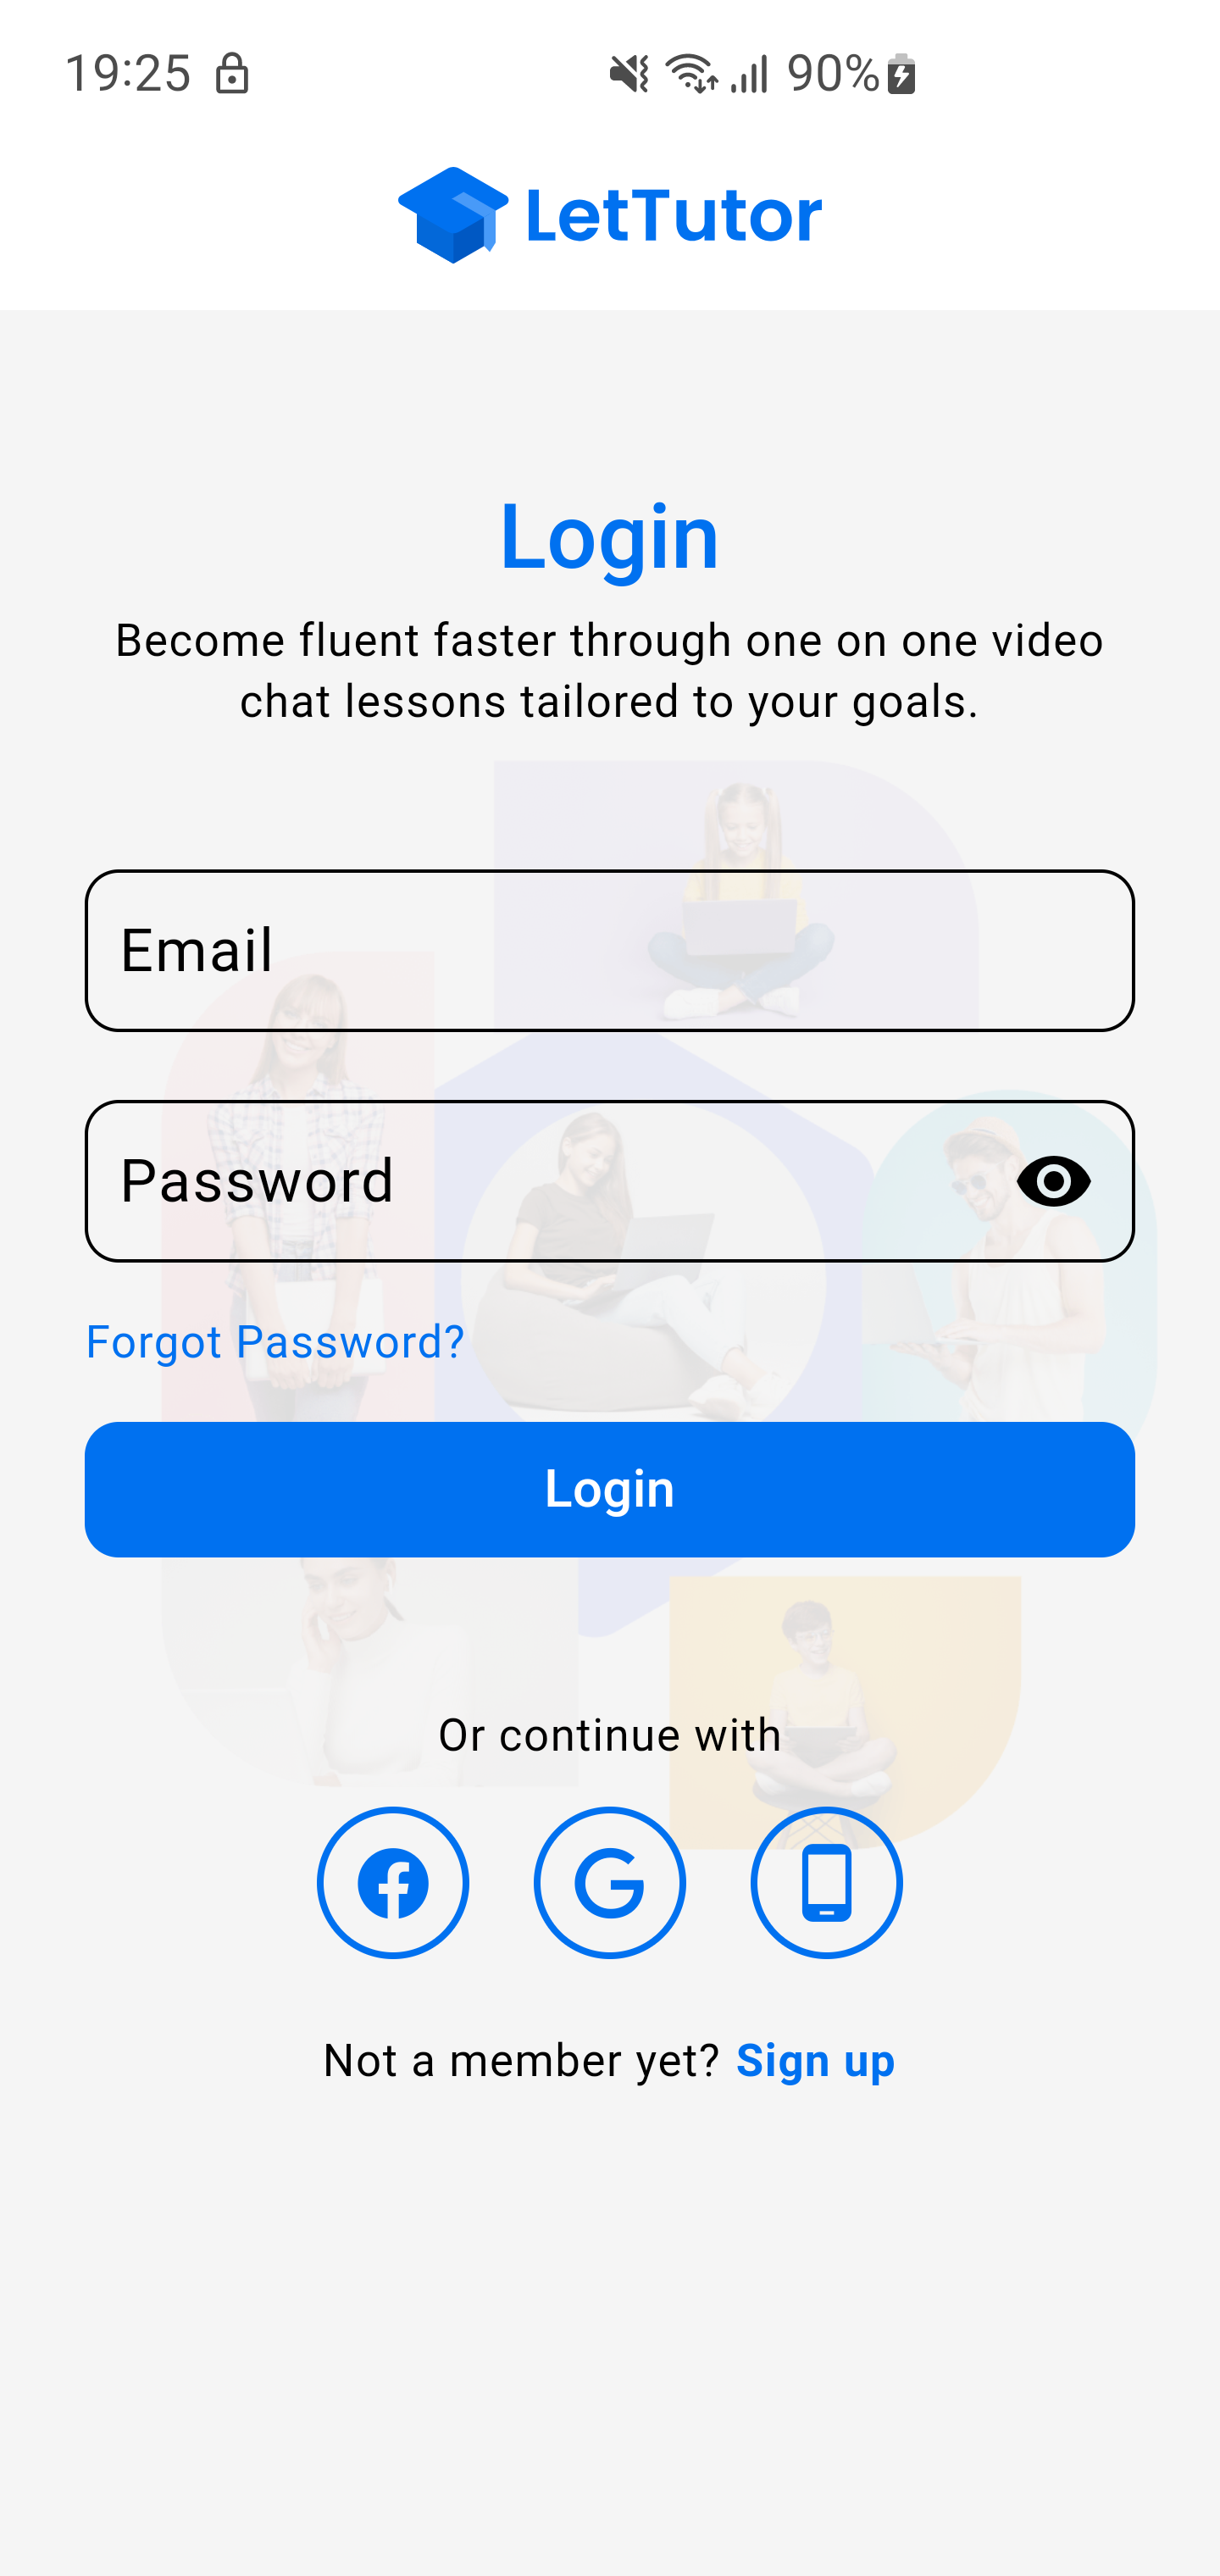 19:25 90%
LetTutor
Login
Become fluent faster through one on one video
chat lessons tailored to your goals.
Email
Password
Forgot Password?
Login
Or continue with
Not a member yet? Sign up